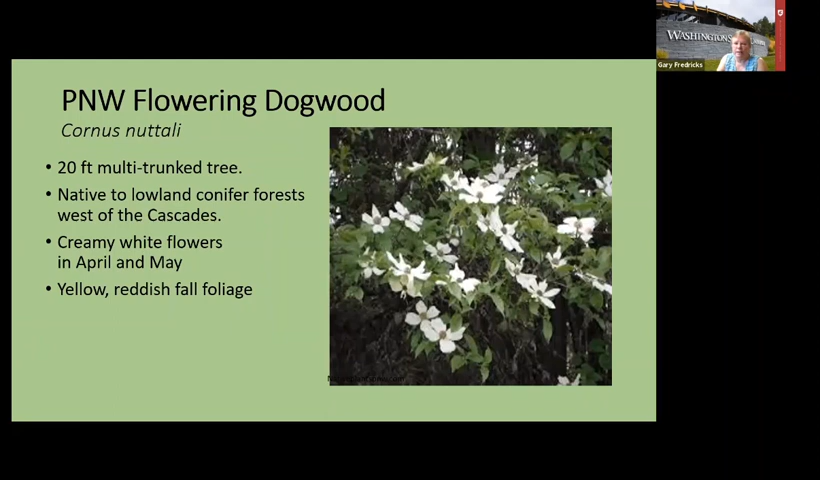 PNW Flowering Dogwood
Cornus nuttali
• 20 ft multi-trunked tree.
• Native to lowland conifer forests
west of the Cascades.
• Creamy white flowers
in April and May
• Yellow, reddish fall foliage
WASHINGTON
Gary Fredricks